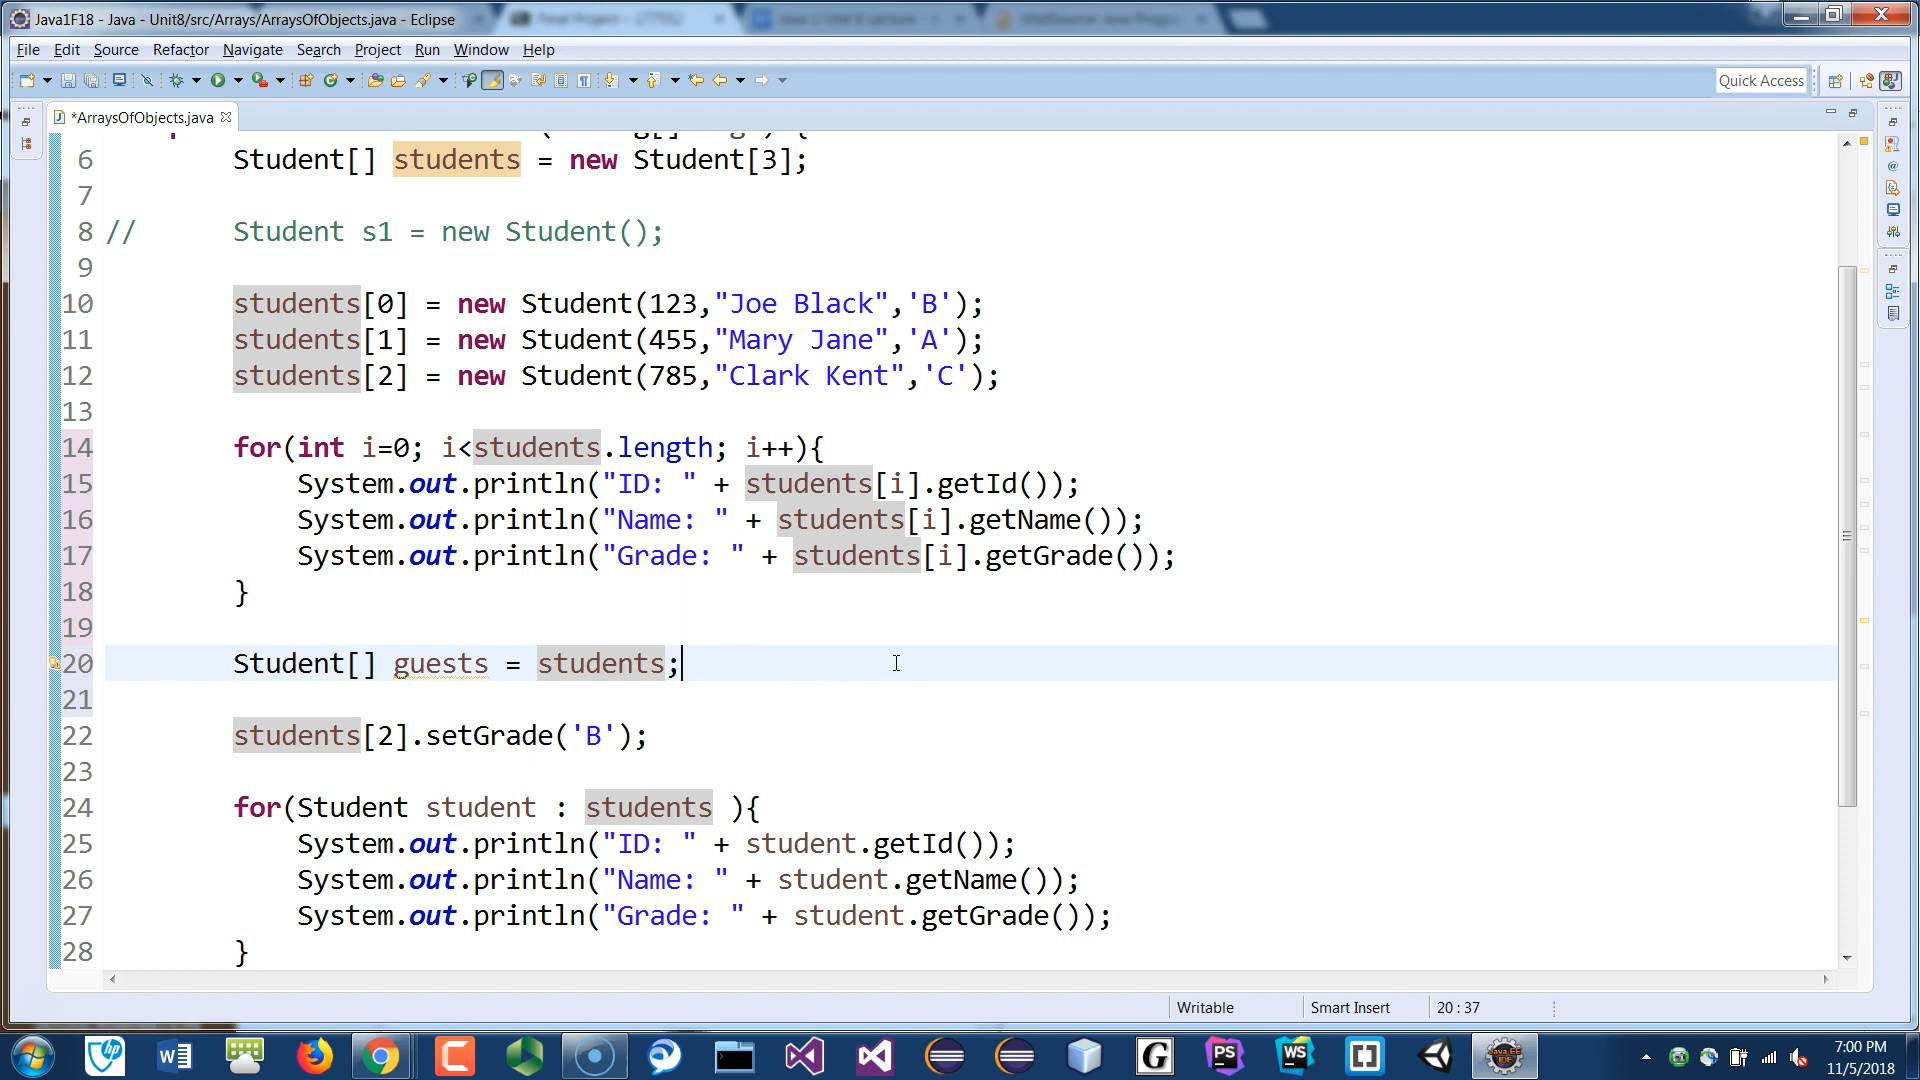 Java1F18 - Java - Unit8/src/Arrays/ArraysOfObjects.java - Eclipse
File Edit Source Refactor Navigate Search Project Run Window Help
Quick Access
*ArraysOfObjects.java
6 Student[] students = new Student[3];
7
8 // Student s1 = new Student();
9
10 students[0] = new Student(123,"Joe Black",'B');
11 students[1] = new Student(455,"Mary Jane",'A');
12 students[2] = new Student(785,"Clark Kent",'C');
13
14 for(int i=0; i<students.length; i++){
15 System.out.println("ID: " + students[i].getId());
16 System.out.println("Name: " + students[i].getName());
17 System.out.println("Grade: " + students[i].getGrade());
18 }
19
20 Student[] guests = students;
21
22 students[2].setGrade('B');
23
24 for(Student student : students ){
25 System.out.println("ID: " + student.getId());
26 System.out.println("Name: " + student.getName());
27 System.out.println("Grade: " + student.getGrade());
28 }
Writable Smart Insert 20 : 37
7:00 PM
11/5/2018